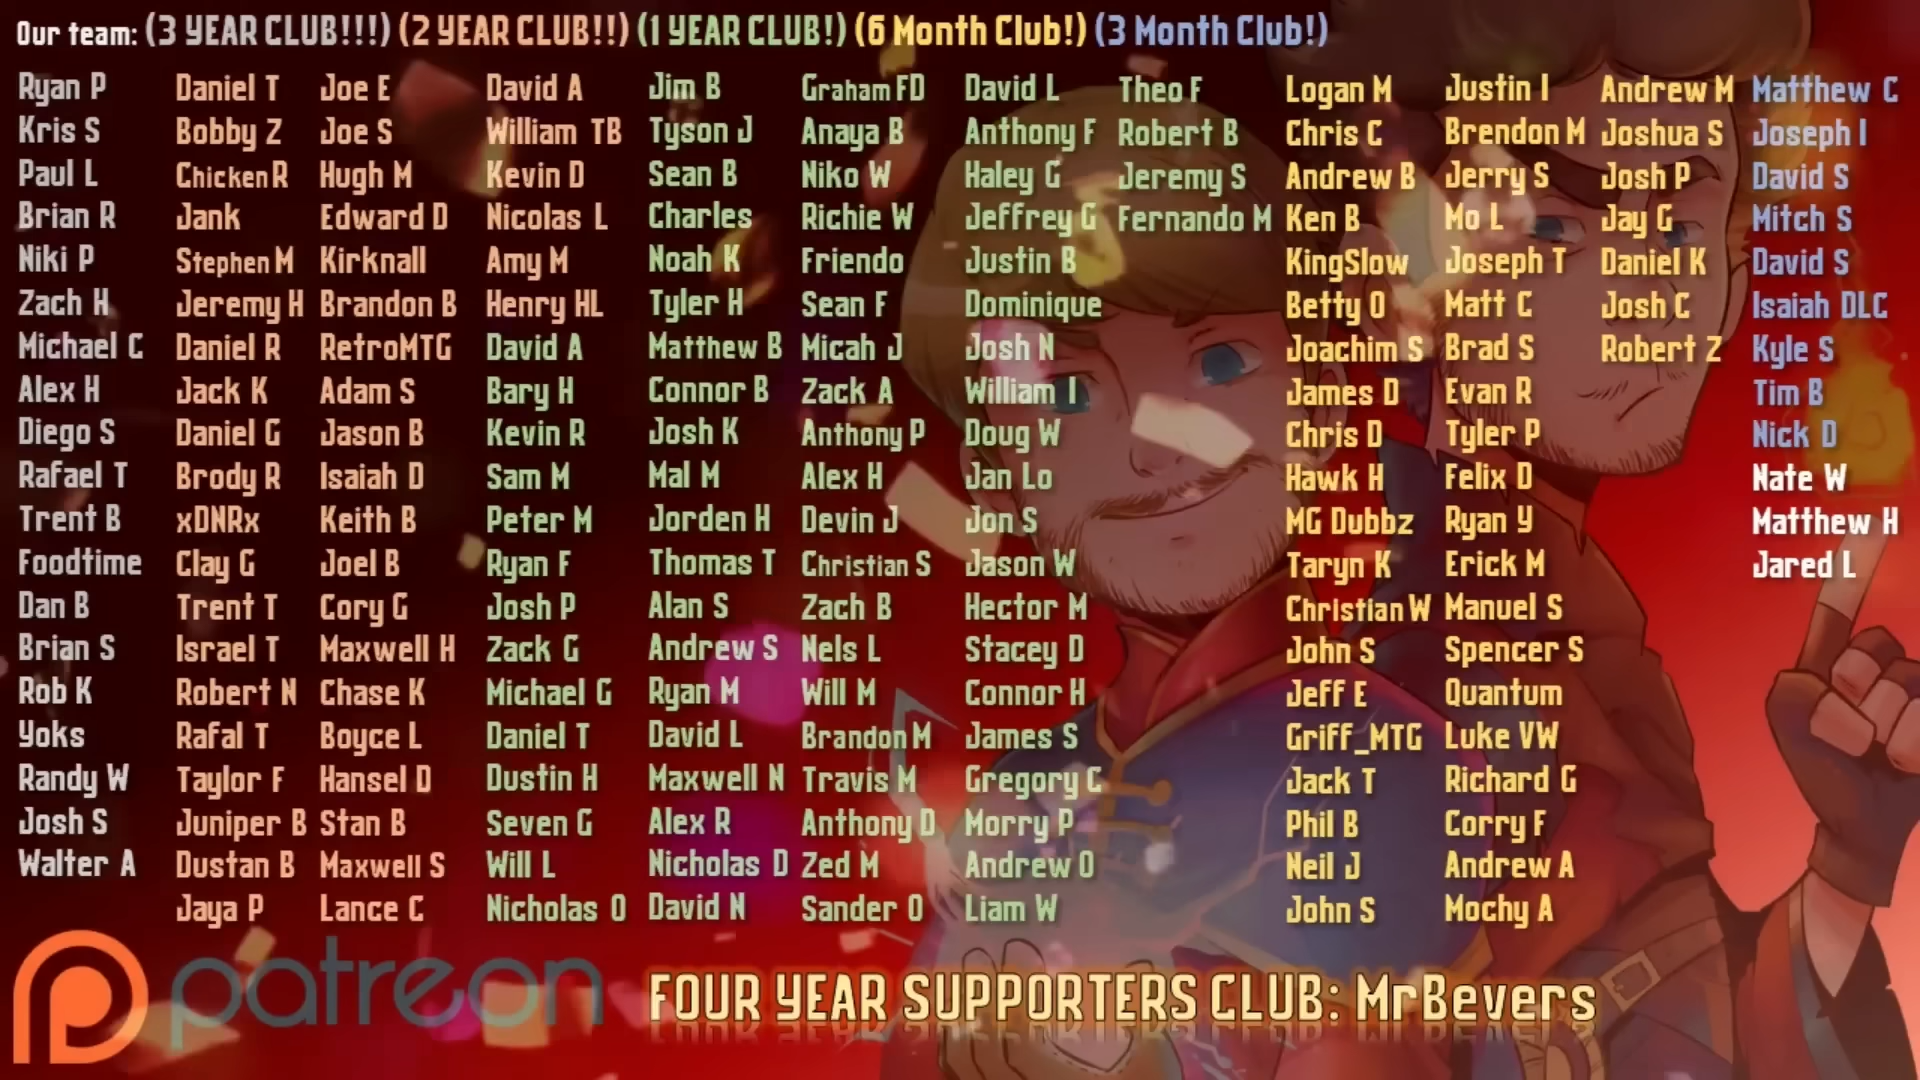 Our team: (3 YEAR CLUB!!!) (2 YEAR CLUB!!) (1 YEAR CLUB!) (6 Month Club!) (3 Month Club!)
Ryan P
Kris S
Paul L
Brian R
Niki P
Zach H
Michael C
Alex H
Diego S
Rafael T
Trent B
Foodtime
Dan B
Brian S
Rob K
Yoks
Randy W
Josh S
Walter A
Daniel T
Bobby Z
Chicken R
Jank
Stephen M
Jeremy H
Daniel R
Jack K
Daniel G
Brody R
xDNRx
Clay G
Trent T
Israel T
Robert N
Rafal T
Taylor F
Juniper B
Dustan B
Jaya P
Joe E
Joe S
Hugh M
Edward D
Kirknall
Brandon B
RetroMTG
Adam S
Jason B
Isaiah D
Keith B
Joel B
Cory G
Maxwell H
Chase K
Boyce L
Hansel D
Stan B
Maxwell S
Lance C
David A
William TB
Kevin D
Nicolas L
Amy M
Henry HL
David A
Bary H
Kevin R
Sam M
Peter M
Ryan F
Josh P
Zack G
Michael G
Daniel T
Dustin H
Seven G
Will L
Nicholas O
Jim B
Tyson J
Sean B
Charles
Noah K
Tyler H
Matthew B
Connor B
Josh K
Mal M
Jorden H
Thomas T
Alan S
Andrew S
Ryan M
David L
Maxwell N
Alex R
Nicholas D
David N
Graham FD
Anaya B
Niko W
Richie W
Friendo
Sean F
Micah J
Zack A
Anthony P
Alex H
Devin J
Christian S
Zach B
Nels L
Will M
Brandon M
Travis M
Anthony D
Zed M
Sander O
David L
Anthony F
Haley G
Jeffrey G
Justin B
Dominique
Josh N
William I
Doug W
Jan Lo
Jon S
Jason W
Hector M
Stacey D
Connor H
James S
Gregory C
Morry P
Andrew O
Liam W
Theo F
Robert B
Jeremy S
Fernando M
Logan M
Chris C
Andrew B
Ken B
KingSlow
Betty O
Joachim S
James D
Chris D
Hawk H
MG Dubbz
Taryn K
Christian W
John S
Jeff E
Griff_MTG
Jack T
Phil B
Neil J
John S
Justin I
Brendon M
Jerry S
Mo L
Joseph T
Matt C
Brad S
Evan R
Tyler P
Felix D
Ryan Y
Erick M
Manuel S
Spencer S
Quantum
Luke VW
Richard G
Corry F
Andrew A
Mochy A
Andrew M
Joshua S
Josh P
Jay G
Daniel K
Josh C
Robert Z
Matthew C
Joseph I
David S
Mitch S
David S
Isaiah DLC
Kyle S
Tim B
Nick D
Nate W
Matthew H
Jared L
patreon
FOUR YEAR SUPPORTERS CLUB: MrBevers